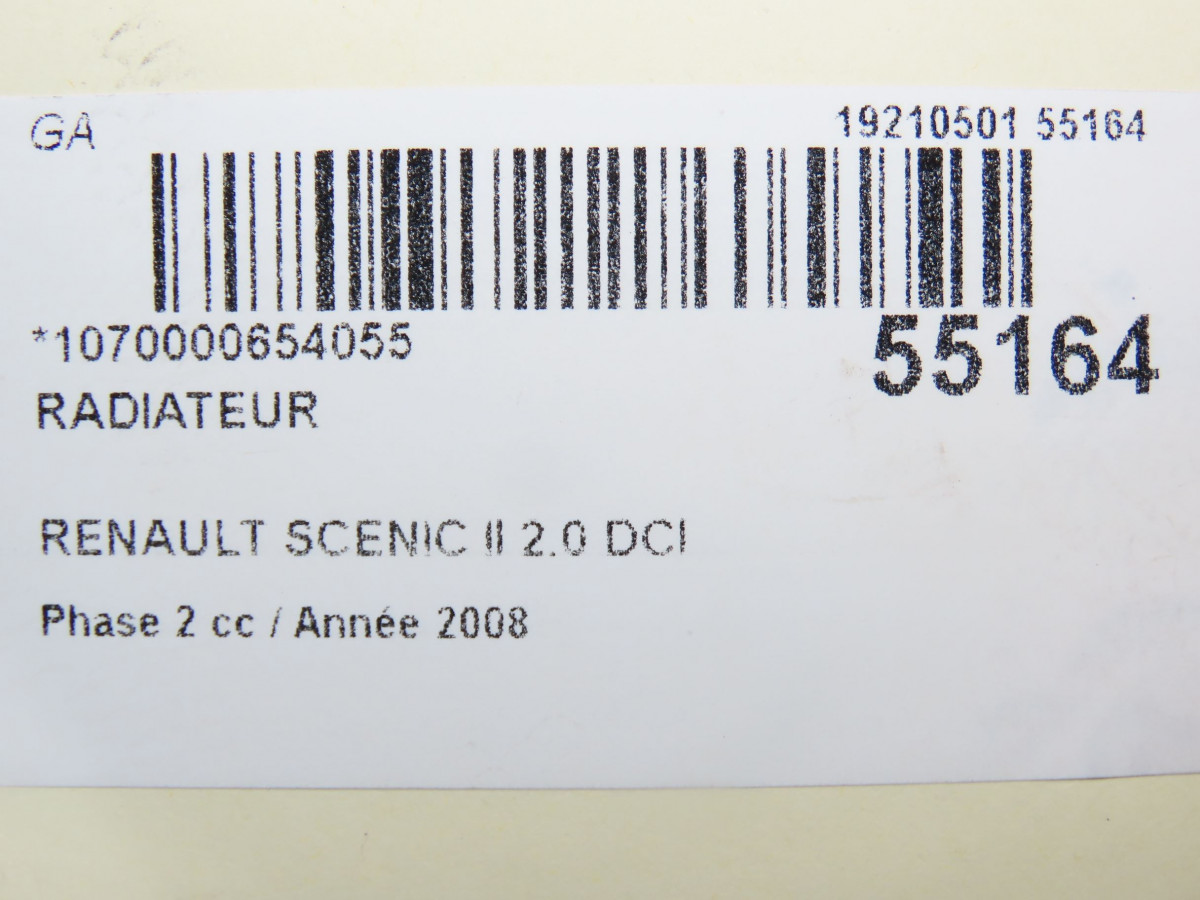 GA
19210501 55164
*1070000654055
55164
RADIATEUR
RENAULT SCENIC II 2.0 DCI
Phase 2 cc / Année 2008